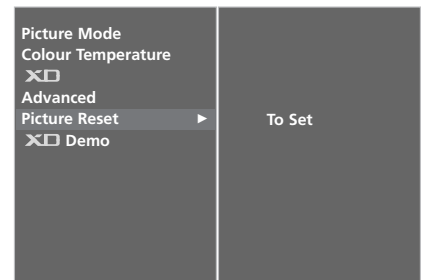 Picture Mode
Colour Temperature
XD
Advanced
Picture Reset ►
To Set
XD Demo